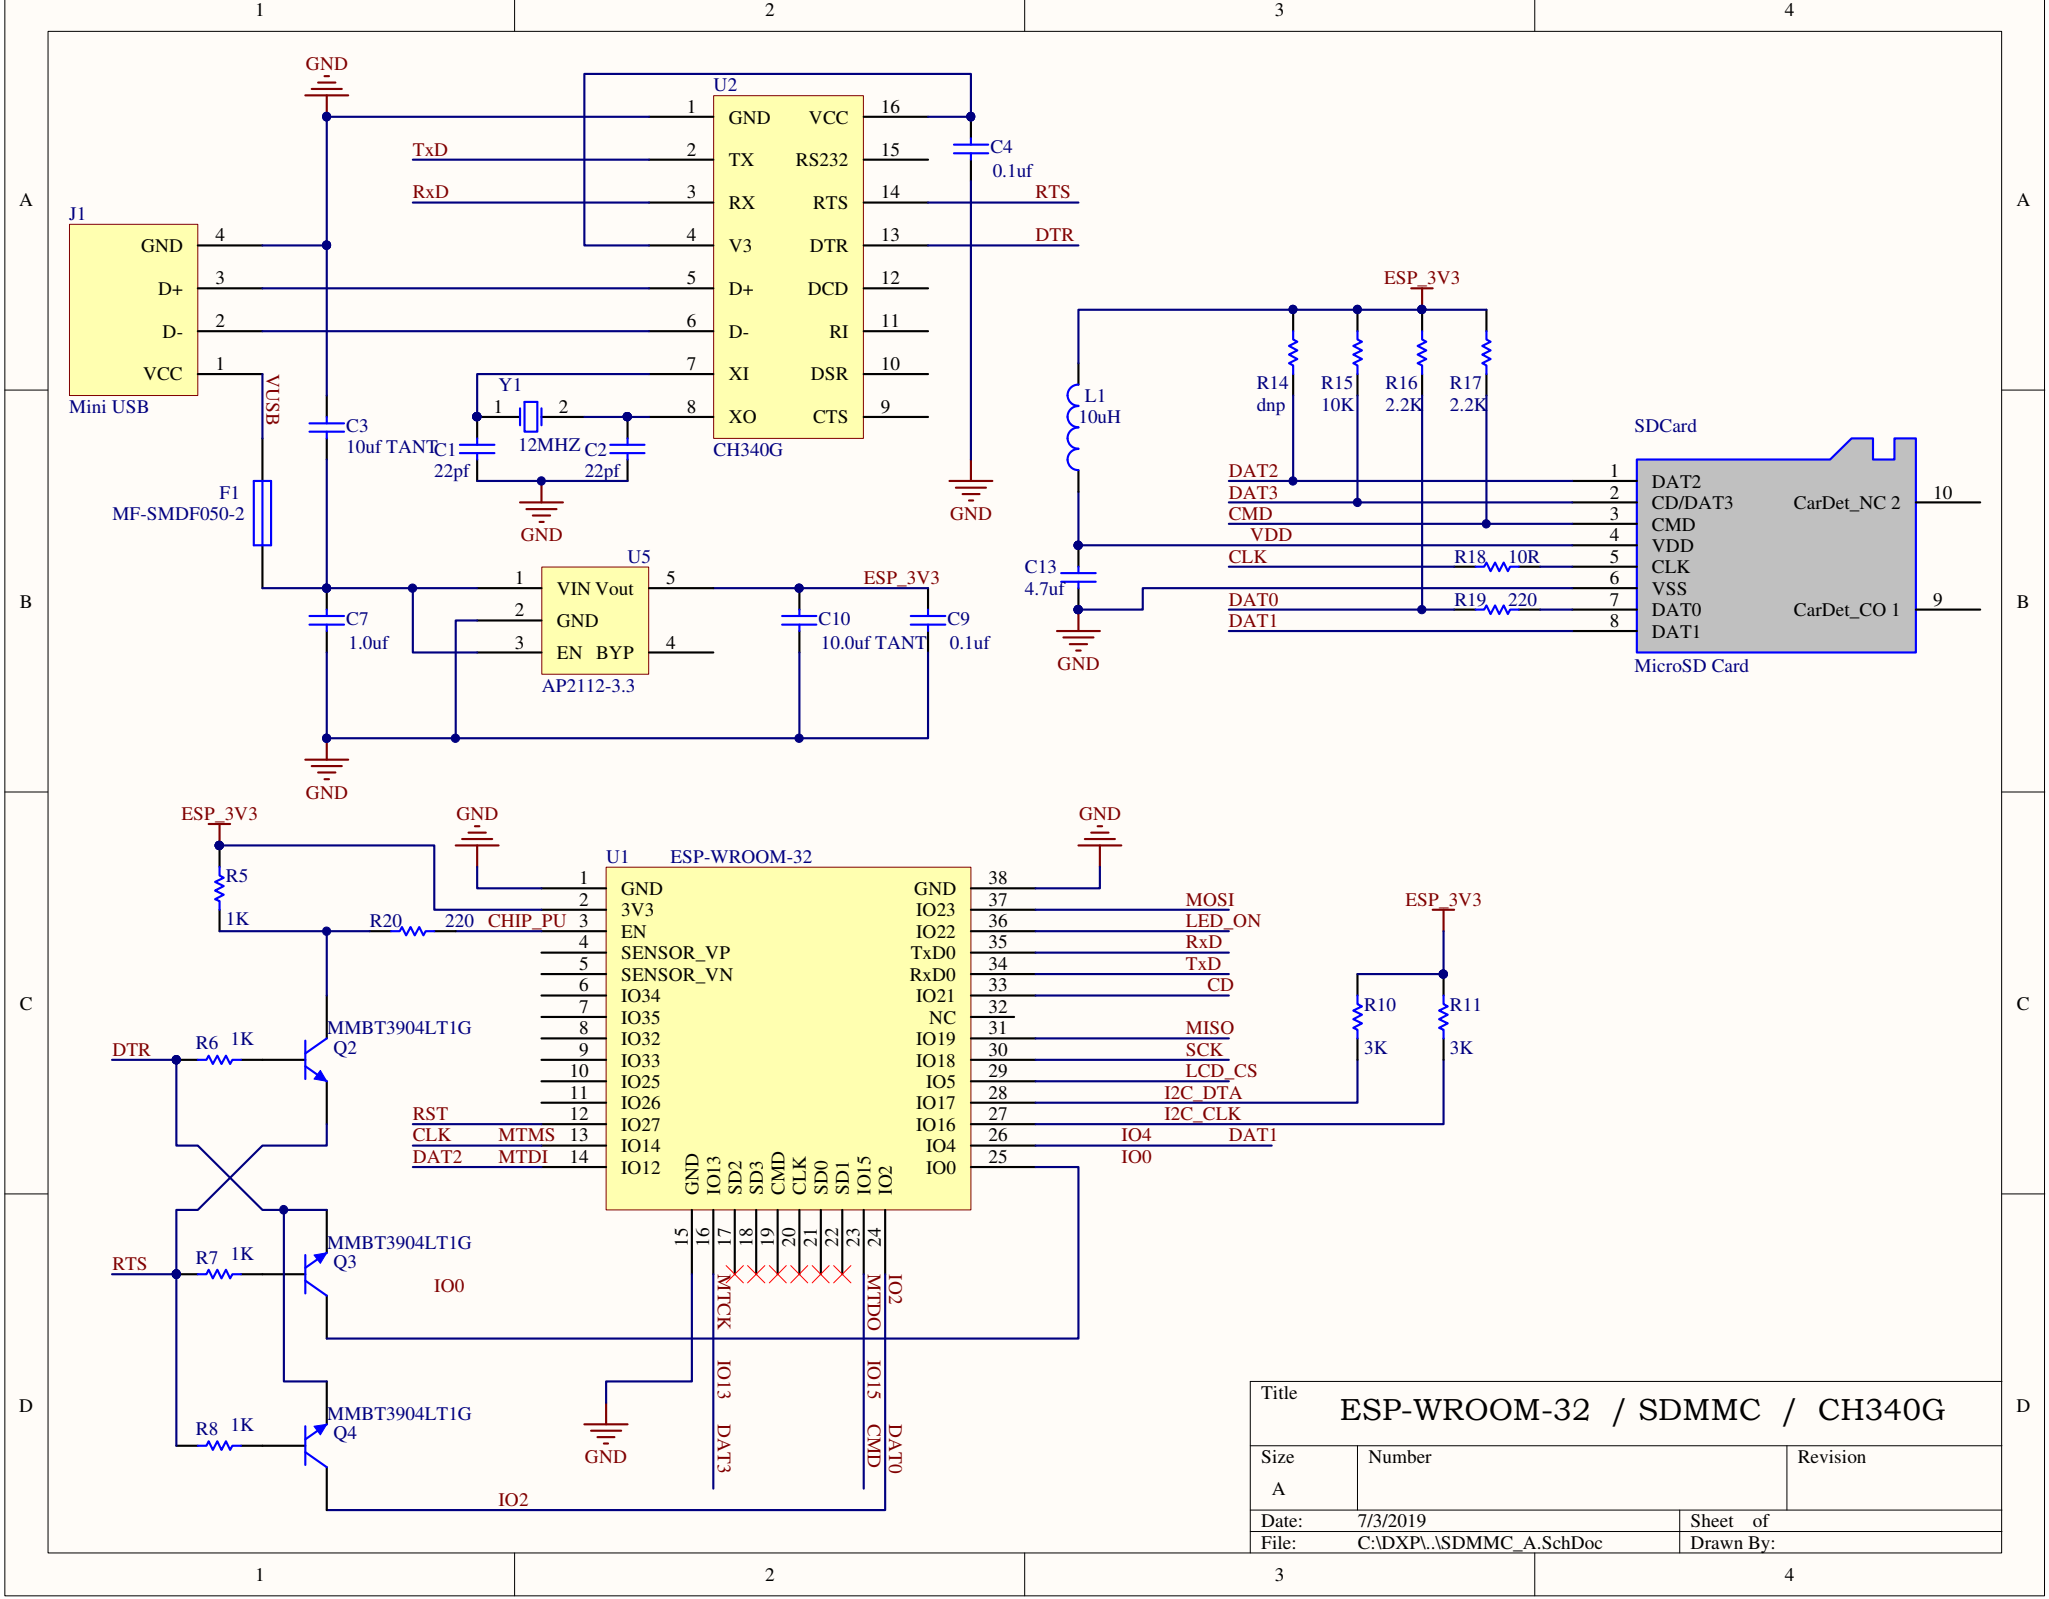 1 2 3 4
A
B
C
D
A
B
C
D
1 2 3 4
GND
J1
GND 4
D+ 3
D- 2
VCC 1
Mini USB
VUSB
F1
MF-SMDF050-2
C3
10uf TANT
C7
1.0uf
GND
TxD
RxD
U2
1 GND VCC 16
2 TX RS232 15
3 RX RTS 14
4 V3 DTR 13
5 D+ DCD 12
6 D- RI 11
7 XI DSR 10
8 XO CTS 9
CH340G
RTS
DTR
C4
0.1uf
GND
Y1
1 2
12MHZ
C1
22pf
C2
22pf
GND
U5
1 VIN Vout 5
2 GND
3 EN BYP 4
AP2112-3.3
ESP_3V3
C10
10.0uf TANT
C9
0.1uf
ESP_3V3
L1
10uH
R14
dnp
R15
10K
R16
2.2K
R17
2.2K
C13
4.7uf
GND
SDCard
DAT2 1 DAT2
DAT3 2 CD/DAT3 CarDet_NC 2 10
CMD 3 CMD
VDD 4 VDD
CLK R18 10R 5 CLK
6 VSS
DAT0 R19 220 7 DAT0 CarDet_CO 1 9
DAT1 8 DAT1
MicroSD Card
ESP_3V3
R5
1K
R20 220 CHIP_PU
GND
GND
U1 ESP-WROOM-32
1 GND GND 38
2 3V3 IO23 37 MOSI
3 EN IO22 36 LED_ON
4 SENSOR_VP TxD0 35 RxD
5 SENSOR_VN RxD0 34 TxD
6 IO34 IO21 33 CD
7 IO35 NC 32
8 IO32 IO19 31 MISO
9 IO33 IO18 30 SCK
10 IO25 IO5 29 LCD_CS
11 IO26 IO17 28 I2C_DTA
RST 12 IO27 IO16 27 I2C_CLK
CLK MTMS 13 IO14 IO4 26 IO4 DAT1
DAT2 MTDI 14 IO12 IO0 25 IO0
GND IO13 SD2 SD3 CMD CLK SD0 SD1 IO15 IO2
15 16 17 18 19 20 21 22 23 24
MTCK IO13 DAT3
MTDO IO15 CMD
IO2 DAT0
GND
ESP_3V3
R10
3K
R11
3K
DTR
R6 1K
MMBT3904LT1G
Q2
RTS
R7 1K
MMBT3904LT1G
Q3
IO0
R8 1K
MMBT3904LT1G
Q4
IO2
Title ESP-WROOM-32 / SDMMC / CH340G
Size Number Revision
A
Date: 7/3/2019 Sheet of
File: C:\DXP\..\SDMMC_A.SchDoc Drawn By: